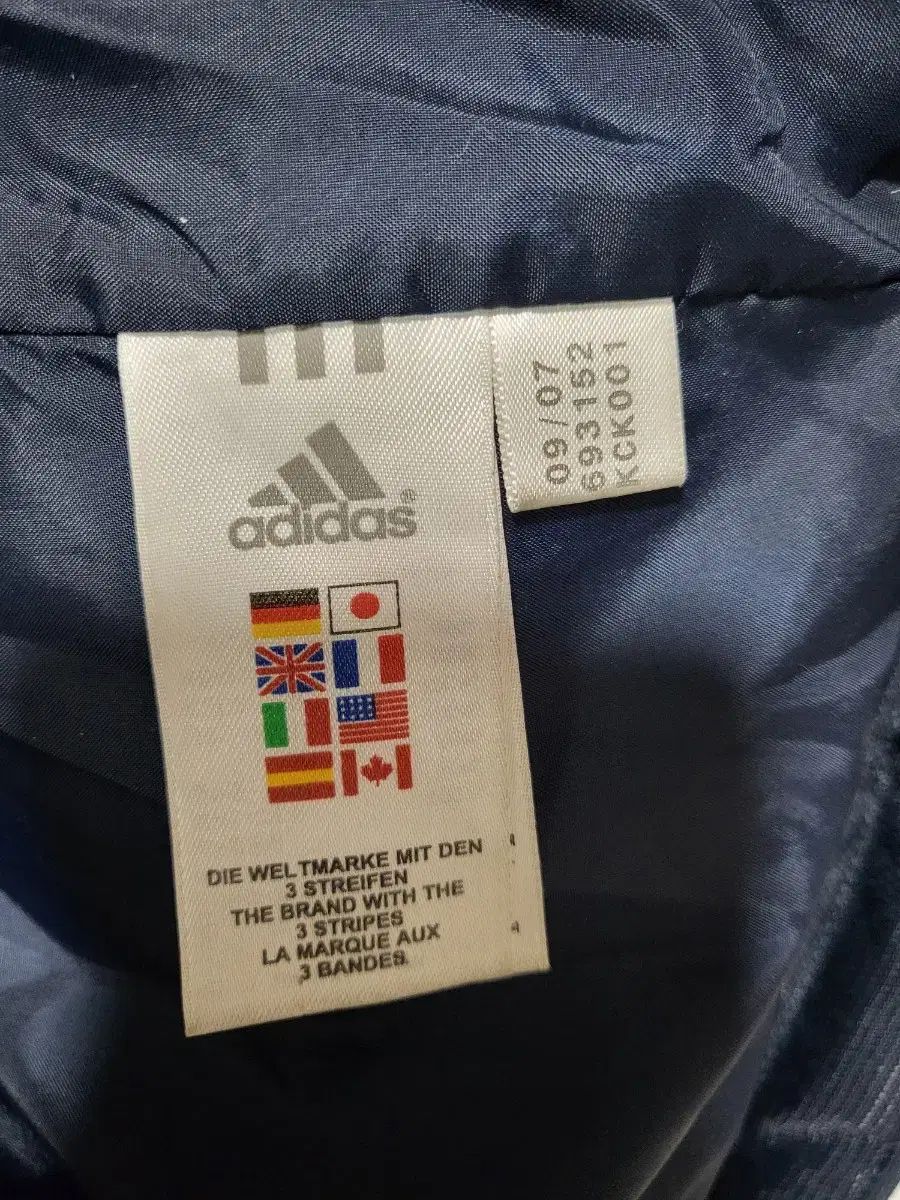 adidas®
DIE WELTMARKE MIT DEN
3 STREIFEN
THE BRAND WITH THE
3 STRIPES
LA MARQUE AUX
3 BANDES.
09/07
693152
KCK001